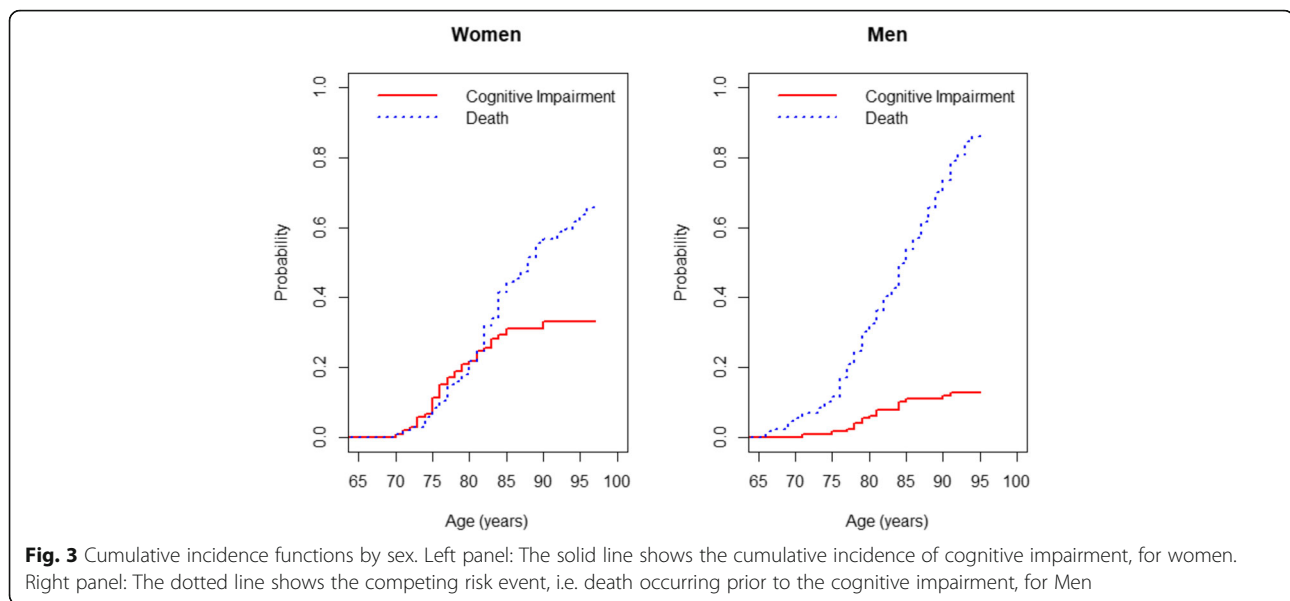 Women
Cognitive Impairment
Death
1.0
0.8
0.6
0.4
0.2
0.0
Probability
65 70 75 80 85 90 95 100
Age (years)
Men
Cognitive Impairment
Death
1.0
0.8
0.6
0.4
0.2
0.0
Probability
65 70 75 80 85 90 95 100
Age (years)
Fig. 3 Cumulative incidence functions by sex. Left panel: The solid line shows the cumulative incidence of cognitive impairment, for women.
Right panel: The dotted line shows the competing risk event, i.e. death occurring prior to the cognitive impairment, for Men